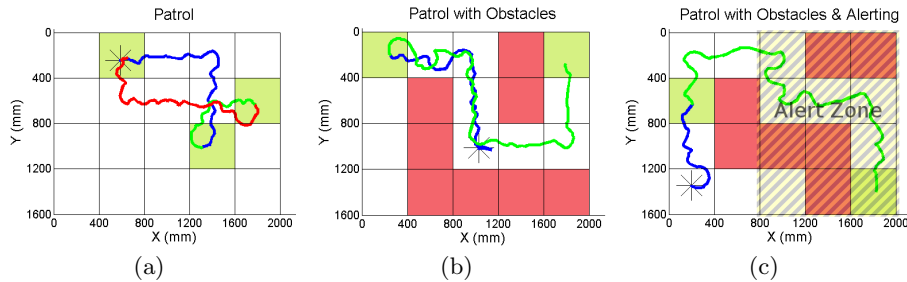 Patrol
0
400
800
1200
1600
Y (mm)
0 400 800 1200 1600 2000
X (mm)
(a)
Patrol with Obstacles
0
400
800
1200
1600
Y (mm)
0 400 800 1200 1600 2000
X (mm)
(b)
Patrol with Obstacles & Alerting
0
400
800
1200
1600
Y (mm)
Alert Zone
0 400 800 1200 1600 2000
X (mm)
(c)